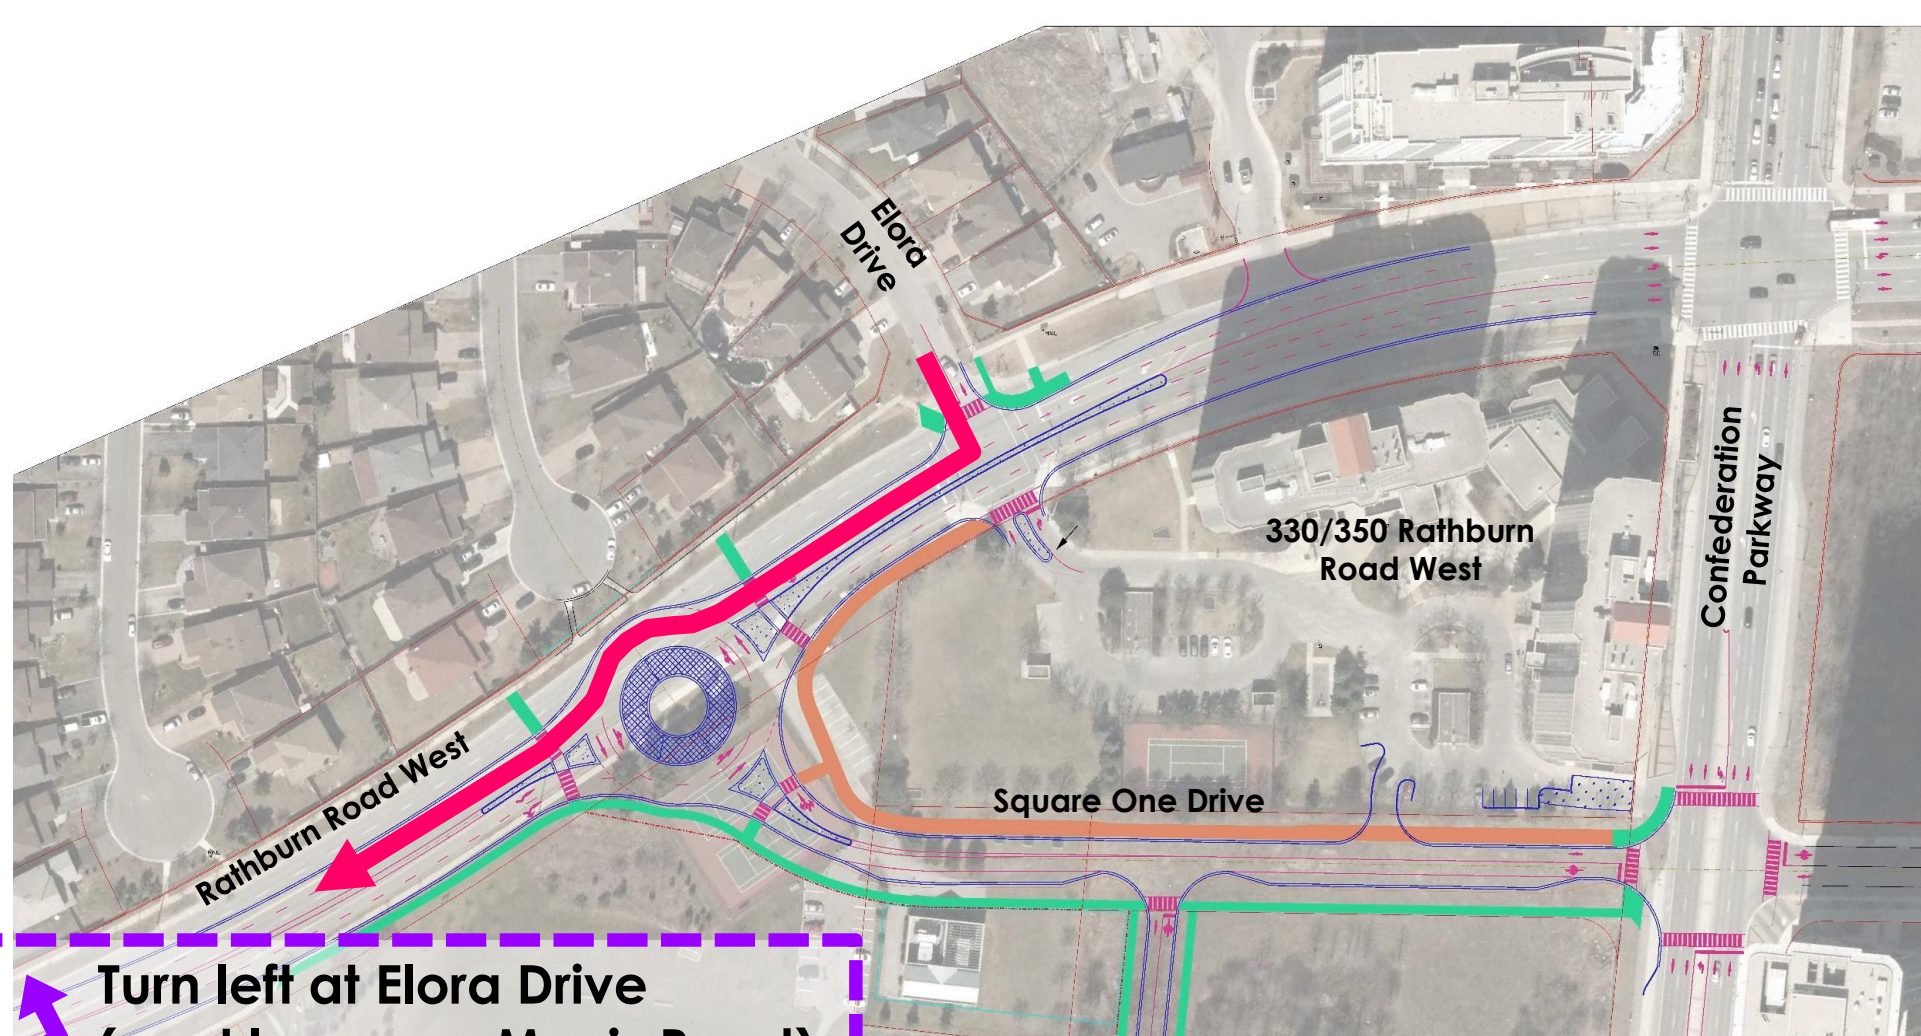 Elora
Drive
330/350 Rathburn
Road West
Confederation
Parkway
Square One Drive
Rathburn Road West
Turn left at Elora Drive